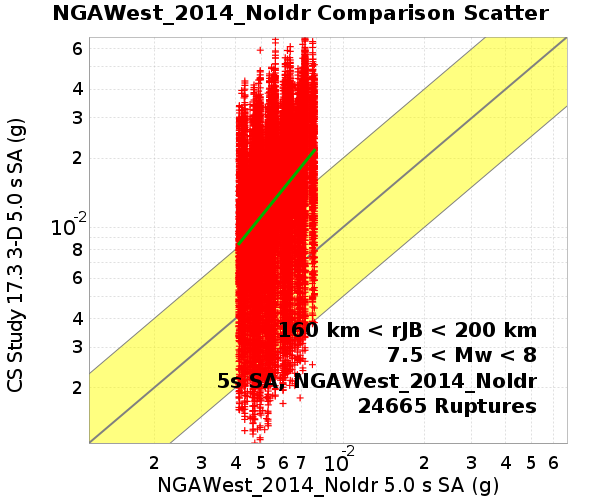 NGAWest_2014_NoIdr Comparison Scatter
CS Study 17.3 3-D 5.0 s SA (g)
6
4
3
2
10-2
8
6
4
3
2
160 km < rJB < 200 km
7.5 < Mw < 8
5s SA, NGAWest_2014_NoIdr
24665 Ruptures
2 3 4 5 6 7 10-2 2 3 4 5 6
NGAWest_2014_NoIdr 5.0 s SA (g)